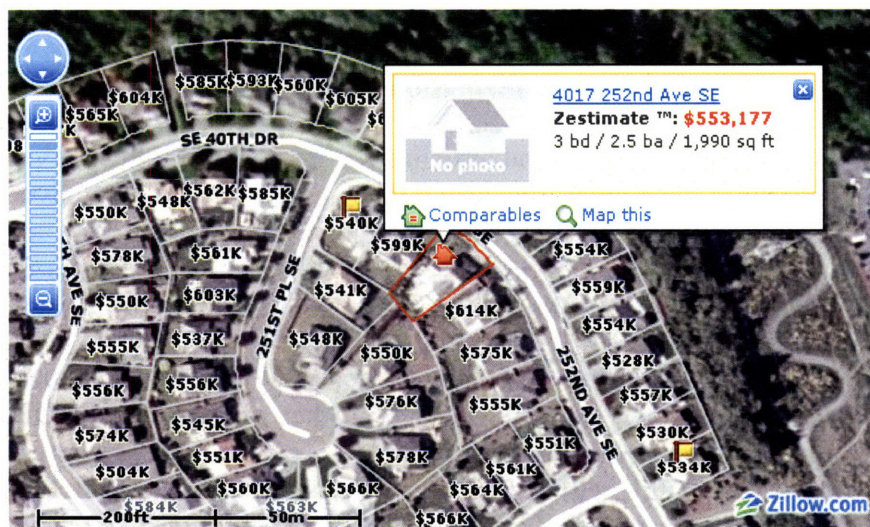 $585K
$593K
$560K
$605K
$604K
$565K
SE 40TH DR
4017 252nd Ave SE
Zestimate ™: $553,177
3 bd / 2.5 ba / 1,990 sq ft
No photo
Comparables
Map this
$550K
$548K
$562K
$585K
$540K
$599K
SE
$554K
$578K
$561K
$541K
$559K
$550K
$603K
251ST PL SE
$614K
$554K
AVE SE
$555K
$537K
$548K
$550K
$575K
252ND AVE SE
$528K
$556K
$556K
$576K
$555K
$557K
$574K
$545K
$578K
$551K
$530K
$504K
$551K
$561K
$534K
$560K
$566K
$564K
$584K
$563K
$566K
200ft
50m
Zillow.com